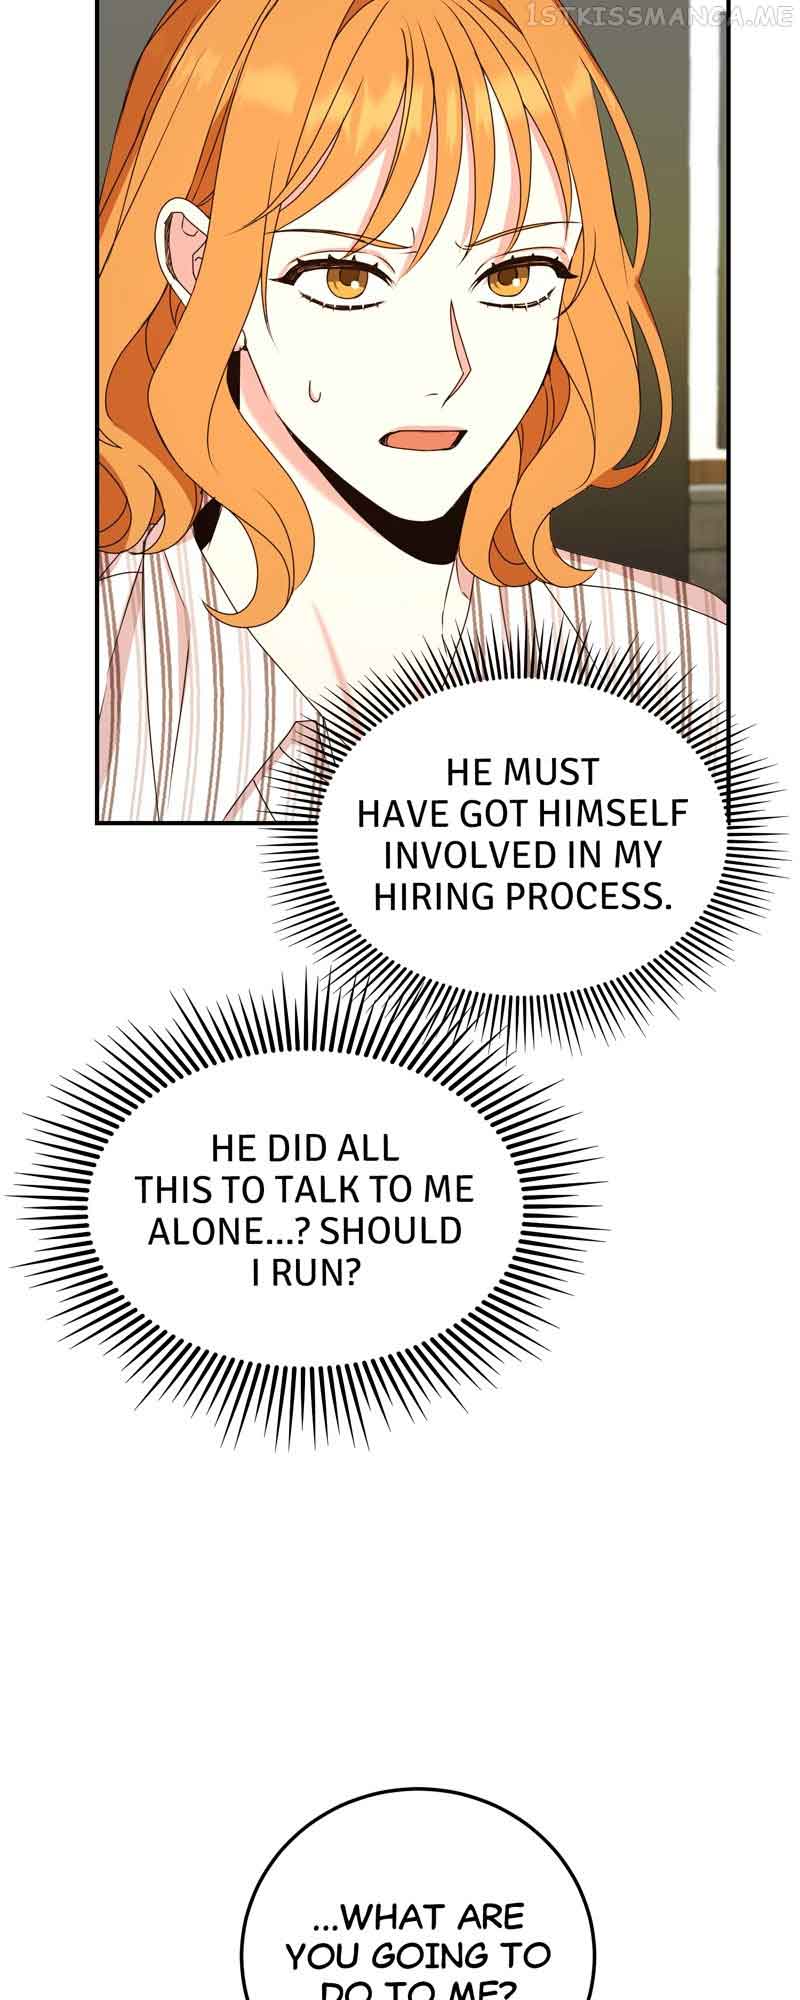 1STKISSMANGA.ME
HE MUST
HAVE GOT HIMSELF
INVOLVED IN MY
HIRING PROCESS.
HE DID ALL
THIS TO TALK TO ME
ALONE...? SHOULD
I RUN?
...WHAT ARE
YOU GOING TO
DO TO ME?